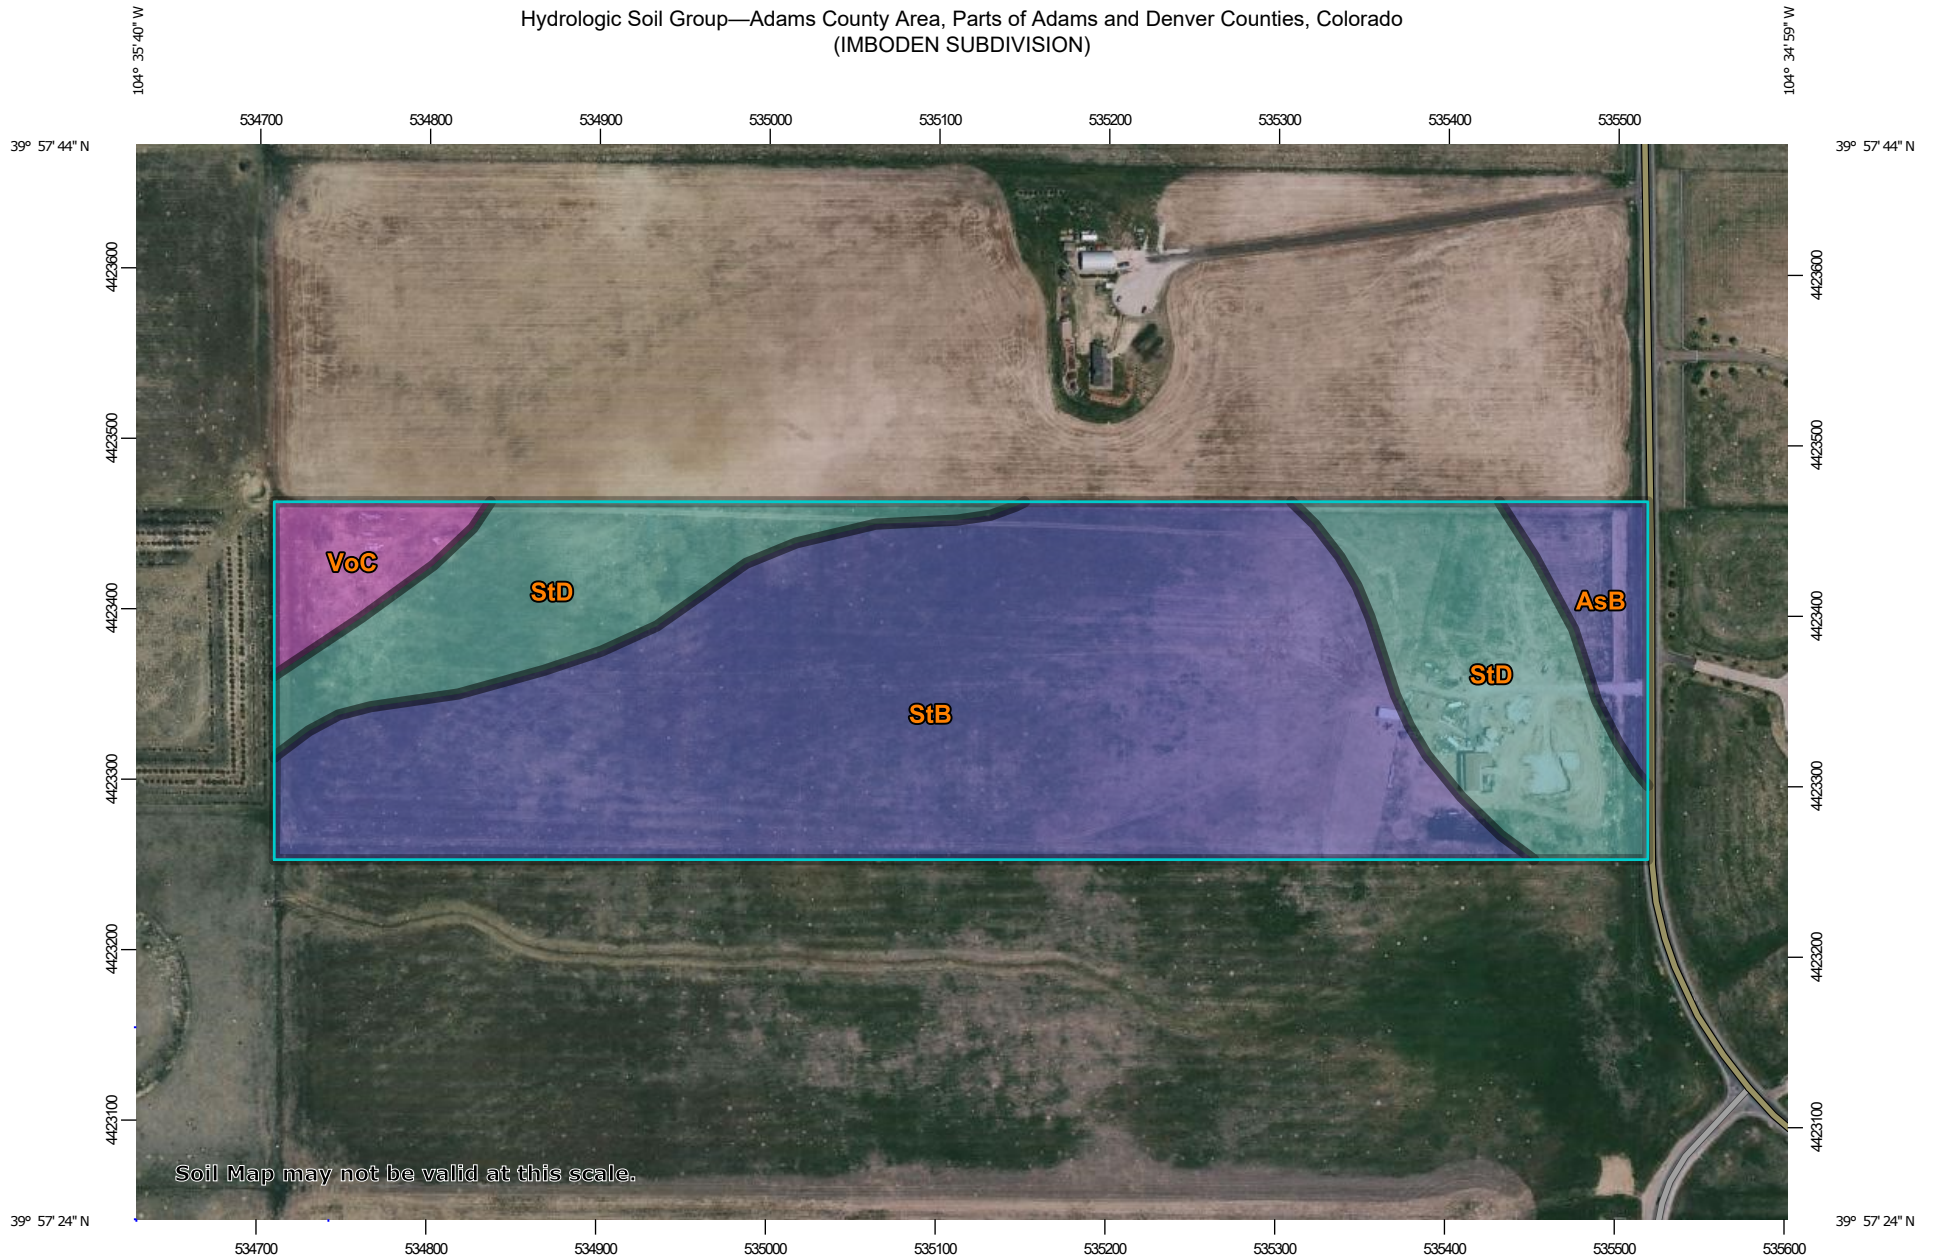 Hydrologic Soil Group—Adams County Area, Parts of Adams and Denver Counties, Colorado
(IMBODEN SUBDIVISION)
104° 35' 40" W
104° 34' 59" W
534700 534800 534900 535000 535100 535200 535300 535400 535500
39° 57' 44" N
39° 57' 44" N
4423600
4423600
4423500
4423500
VoC
StD
AsB
4423400
4423400
StD
StB
4423300
4423300
4423200
4423200
4423100
4423100
Soil Map may not be valid at this scale.
39° 57' 24" N
39° 57' 24" N
534700 534800 534900 535000 535100 535200 535300 535400 535500 535600